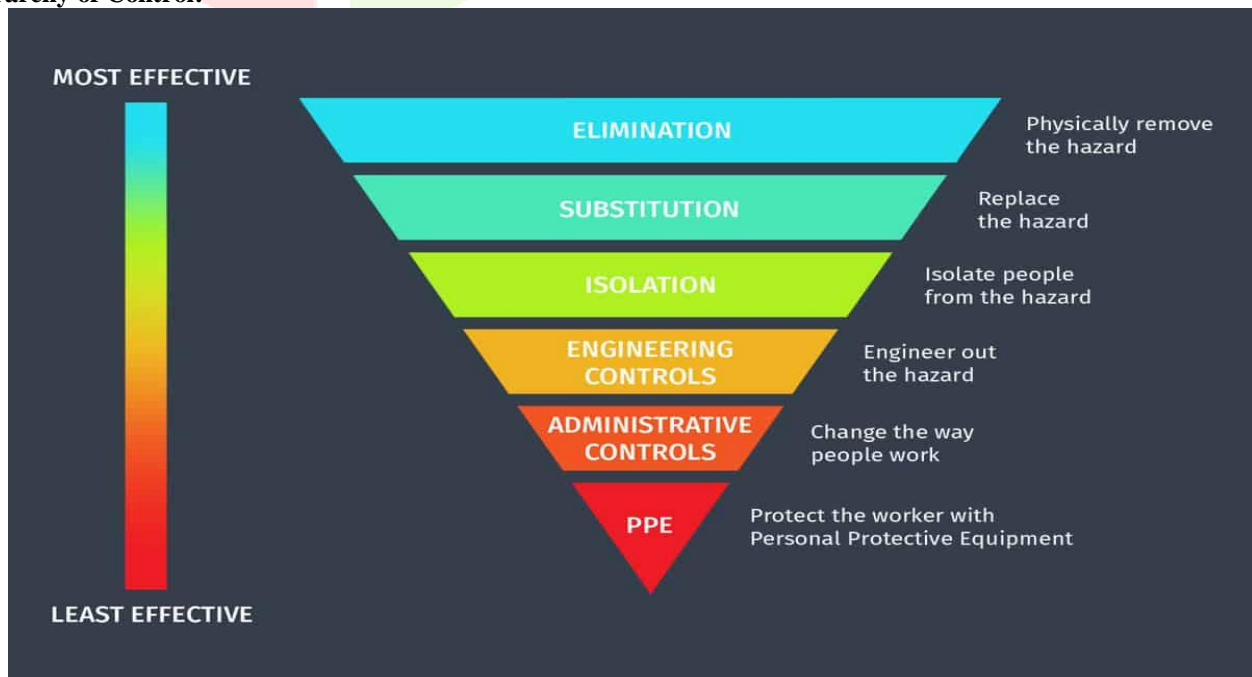 of Control:
MOST EFFECTIVE
ELIMINATION
Physically remove
the hazard
SUBSTITUTION
Replace
the hazard
ISOLATION
Isolate people
from the hazard
ENGINEERING
CONTROLS
Engineer out
the hazard
ADMINISTRATIVE
CONTROLS
Change the way
people work
PPE
Protect the worker with
Personal Protective Equipment
LEAST EFFECTIVE